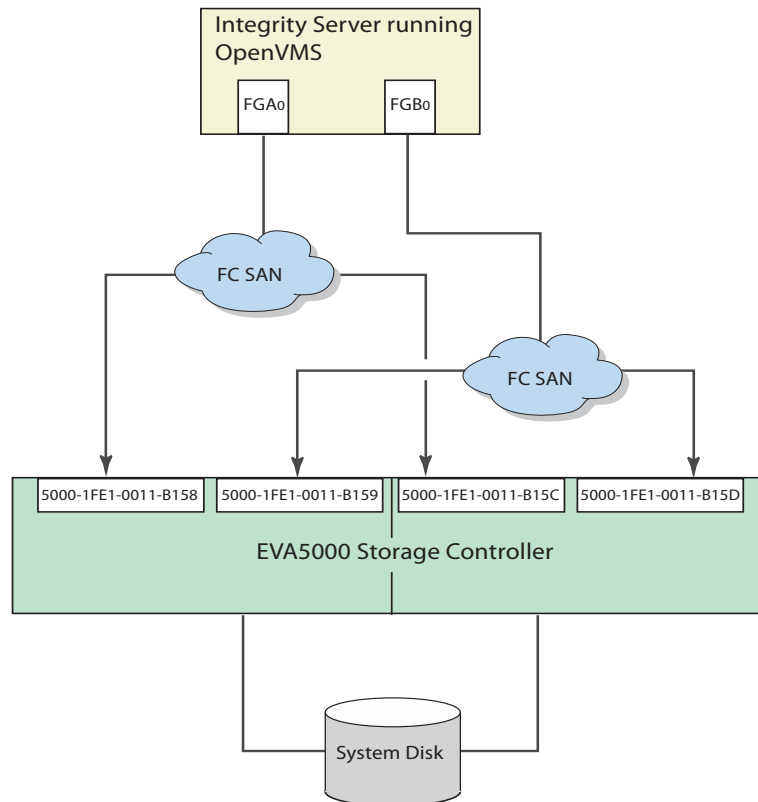 Integrity Server running
OpenVMS
FGA0
FGB0
FC SAN
FC SAN
5000-1FE1-0011-B158
5000-1FE1-0011-B159
5000-1FE1-0011-B15C
5000-1FE1-0011-B15D
EVA5000 Storage Controller
System Disk